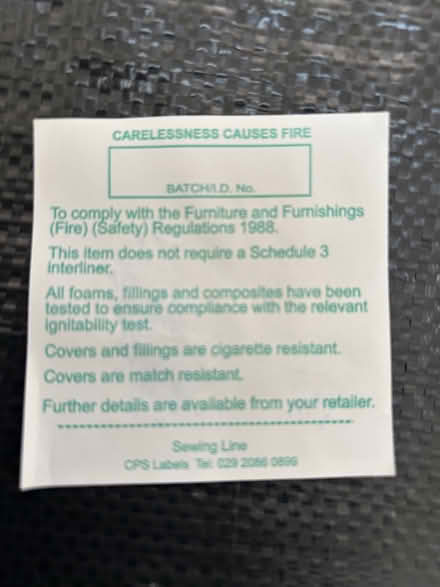 CARELESSNESS CAUSES FIRE
BATCH/I.D. No.
To comply with the Furniture and Furnishings
(Fire) (Safety) Regulations 1988.
This item does not require a Schedule 3
Interliner.
All foams, fillings and composites have been
tested to ensure compliance with the relevant
ignitability test.
Covers and fillings are cigarette resistant.
Covers are match resistant.
Further details are available from your retailer.
Sewing Line
CPS Labels Tel: 029 2086 0899